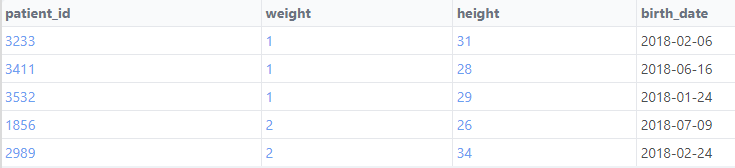 patient_id weight height birth_date
3233 1 31 2018-02-06
3411 1 28 2018-06-16
3532 1 29 2018-01-24
1856 2 26 2018-07-09
2989 2 34 2018-02-24